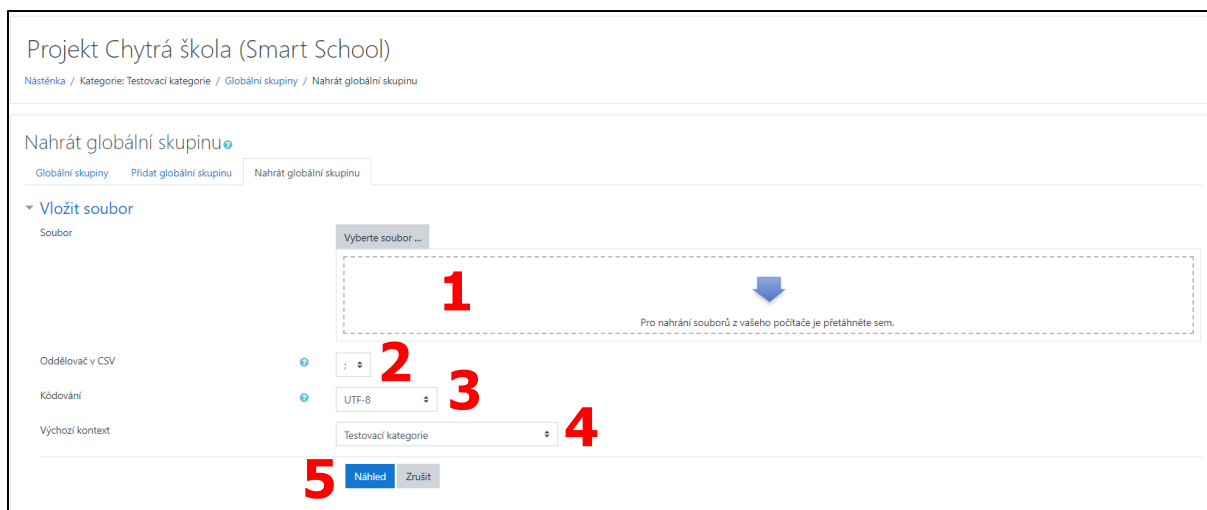 Projekt Chytrá škola (Smart School)
Nástěnka / Kategorie: Testovací kategorie / Globální skupiny / Nahrát globální skupinu
Nahrát globální skupinu ?
Globální skupiny Přidat globální skupinu Nahrát globální skupinu
Vložit soubor
Soubor
Vyberte soubor ...
1
Pro nahrání souborů z vašeho počítače je přetáhněte sem.
Oddělovač v CSV ? ; 2
Kódování ? UTF-8 3
Výchozí kontext Testovací kategorie 4
5 Náhled Zrušit